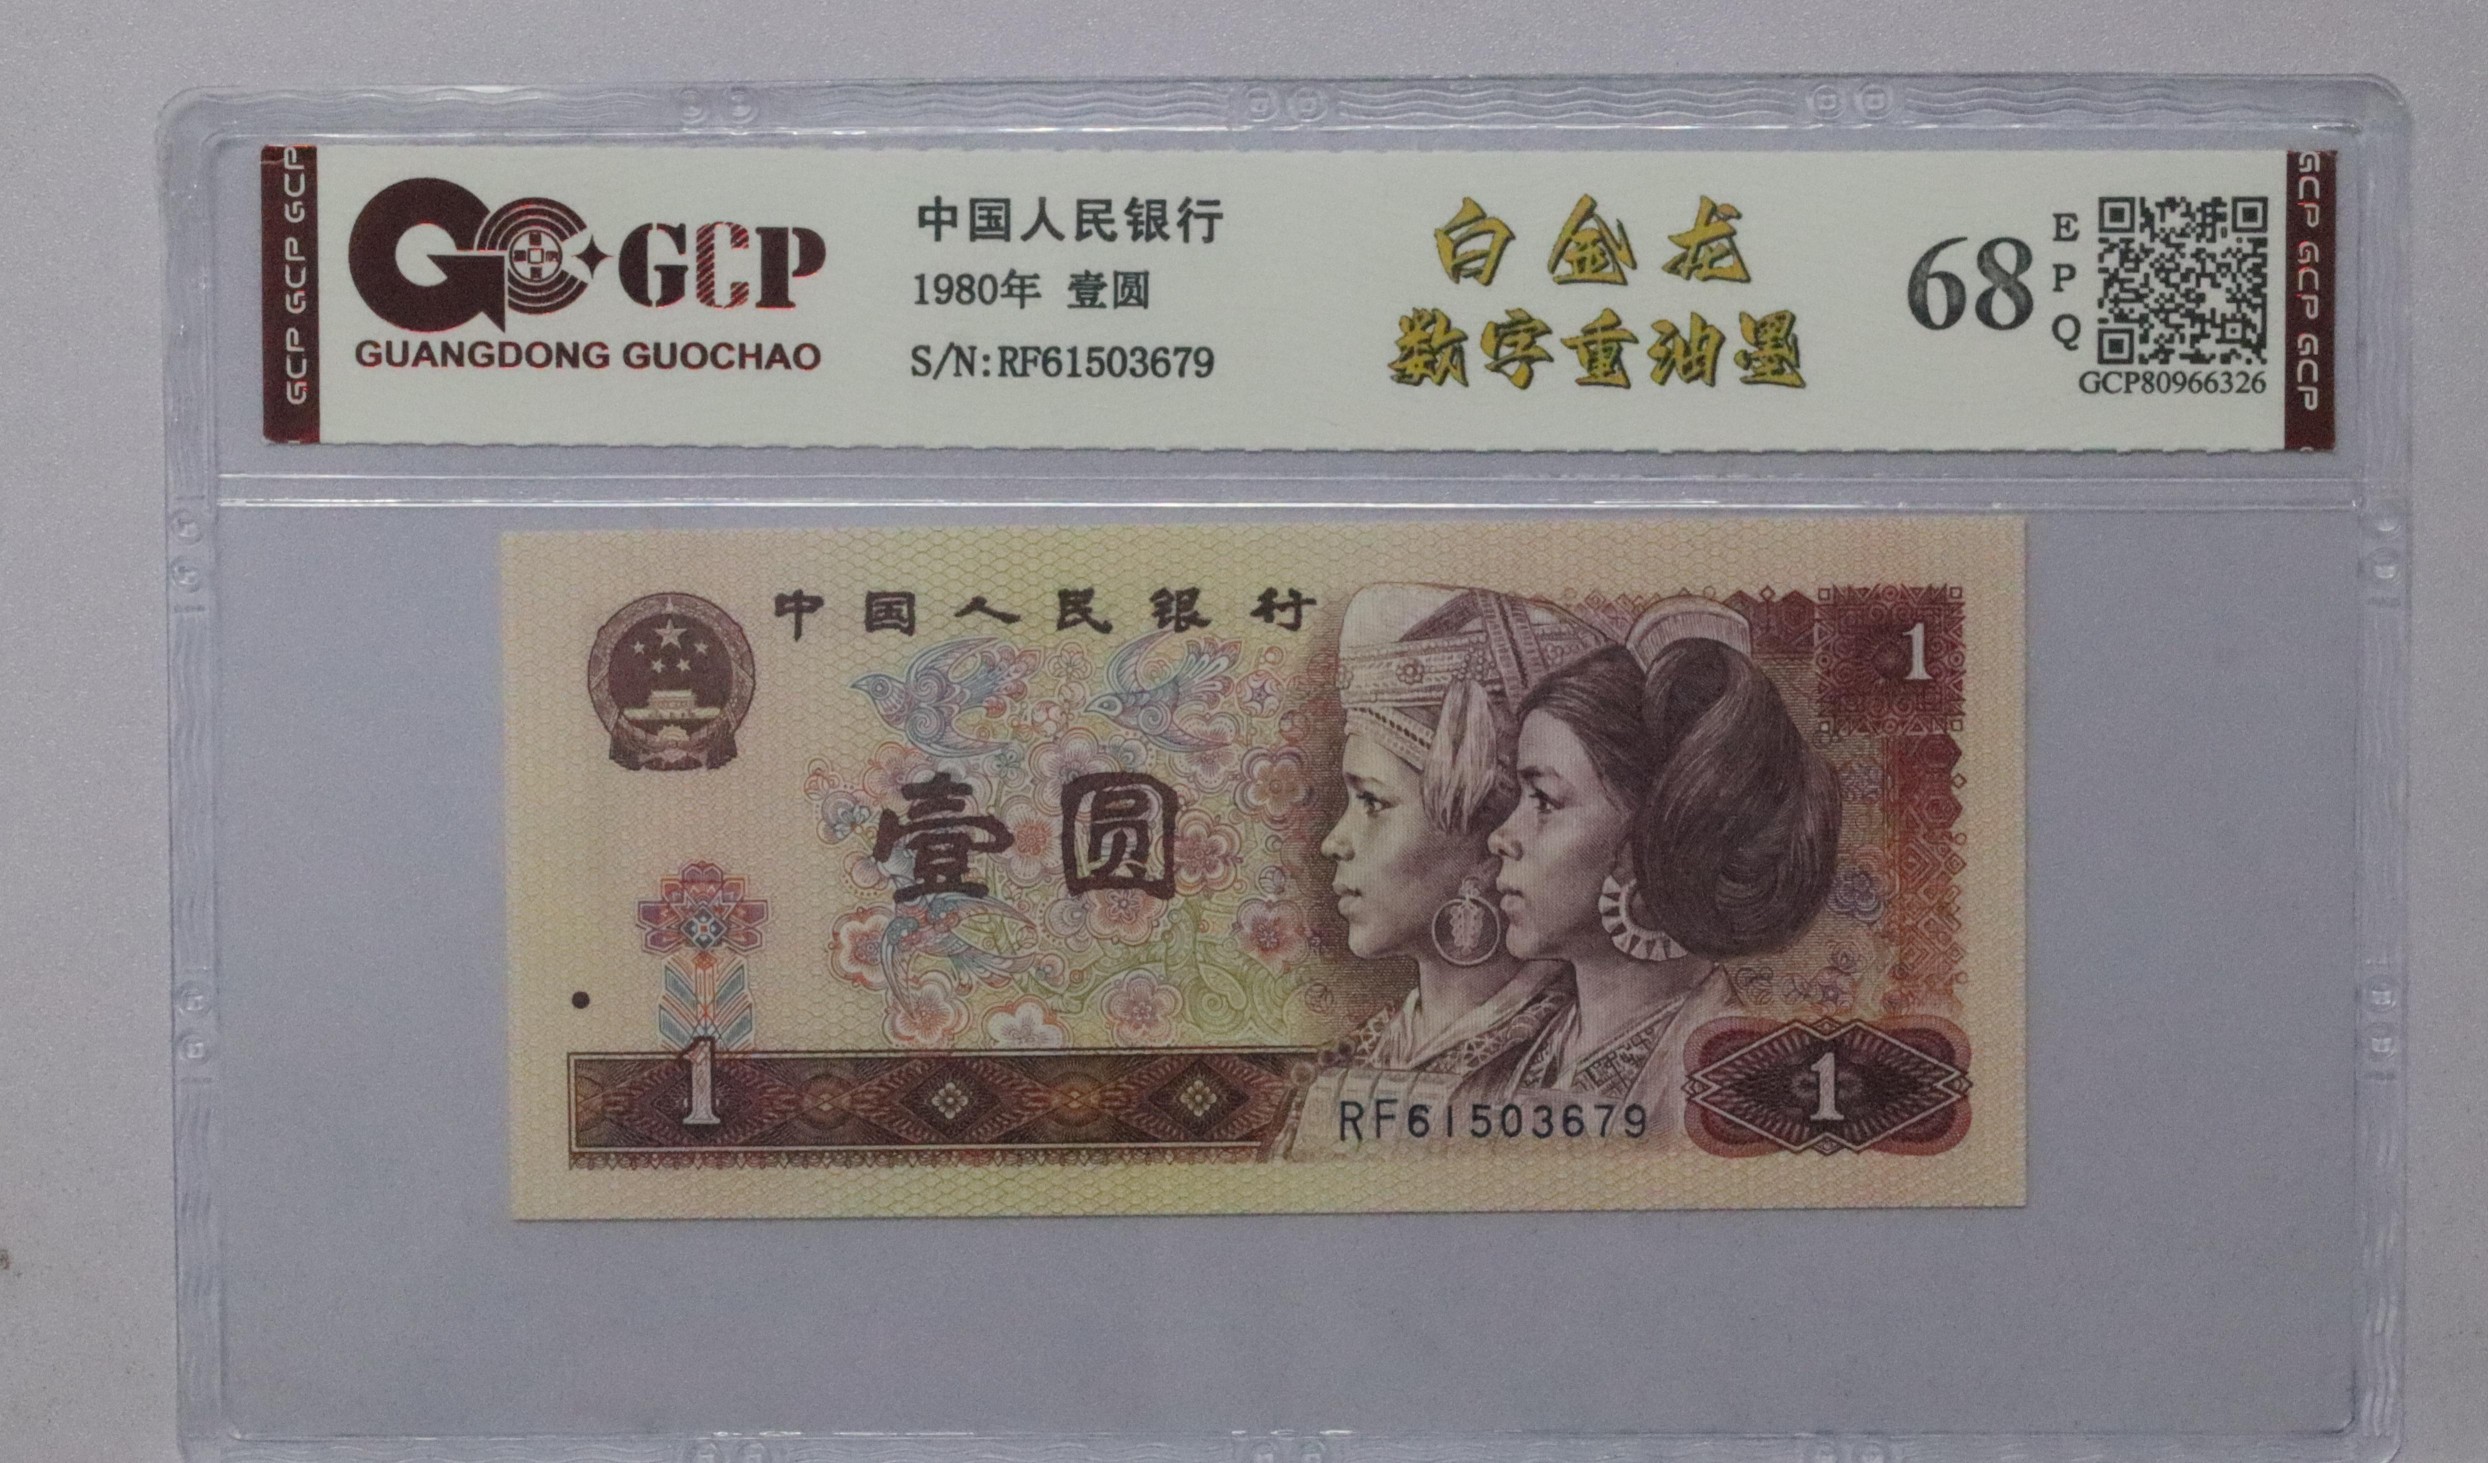 GCP GCP GCP
GCP
GUANGDONG GUOCHAO
中国人民银行
1980年 壹圆
S/N:RF61503679
白金龙
数字重油墨
68
E
P
Q
GCP80966326
GCP GCP GCP
中国人民银行
1
壹圆
1
RF61503679
1